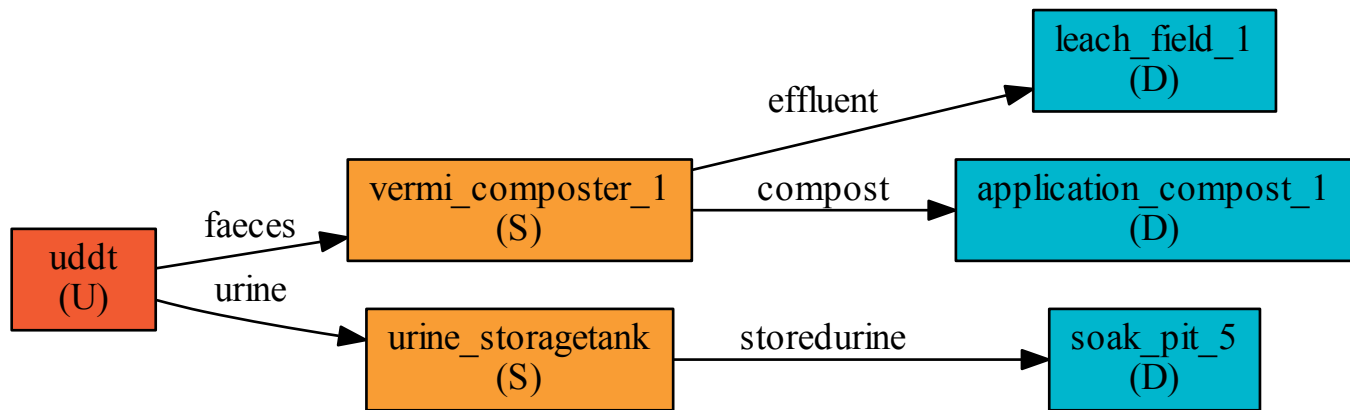 leach_field_1
(D)
effluent
vermi_composter_1
(S)
compost
application_compost_1
(D)
faeces
uddt
(U)
urine
urine_storagetank
(S)
storedurine
soak_pit_5
(D)